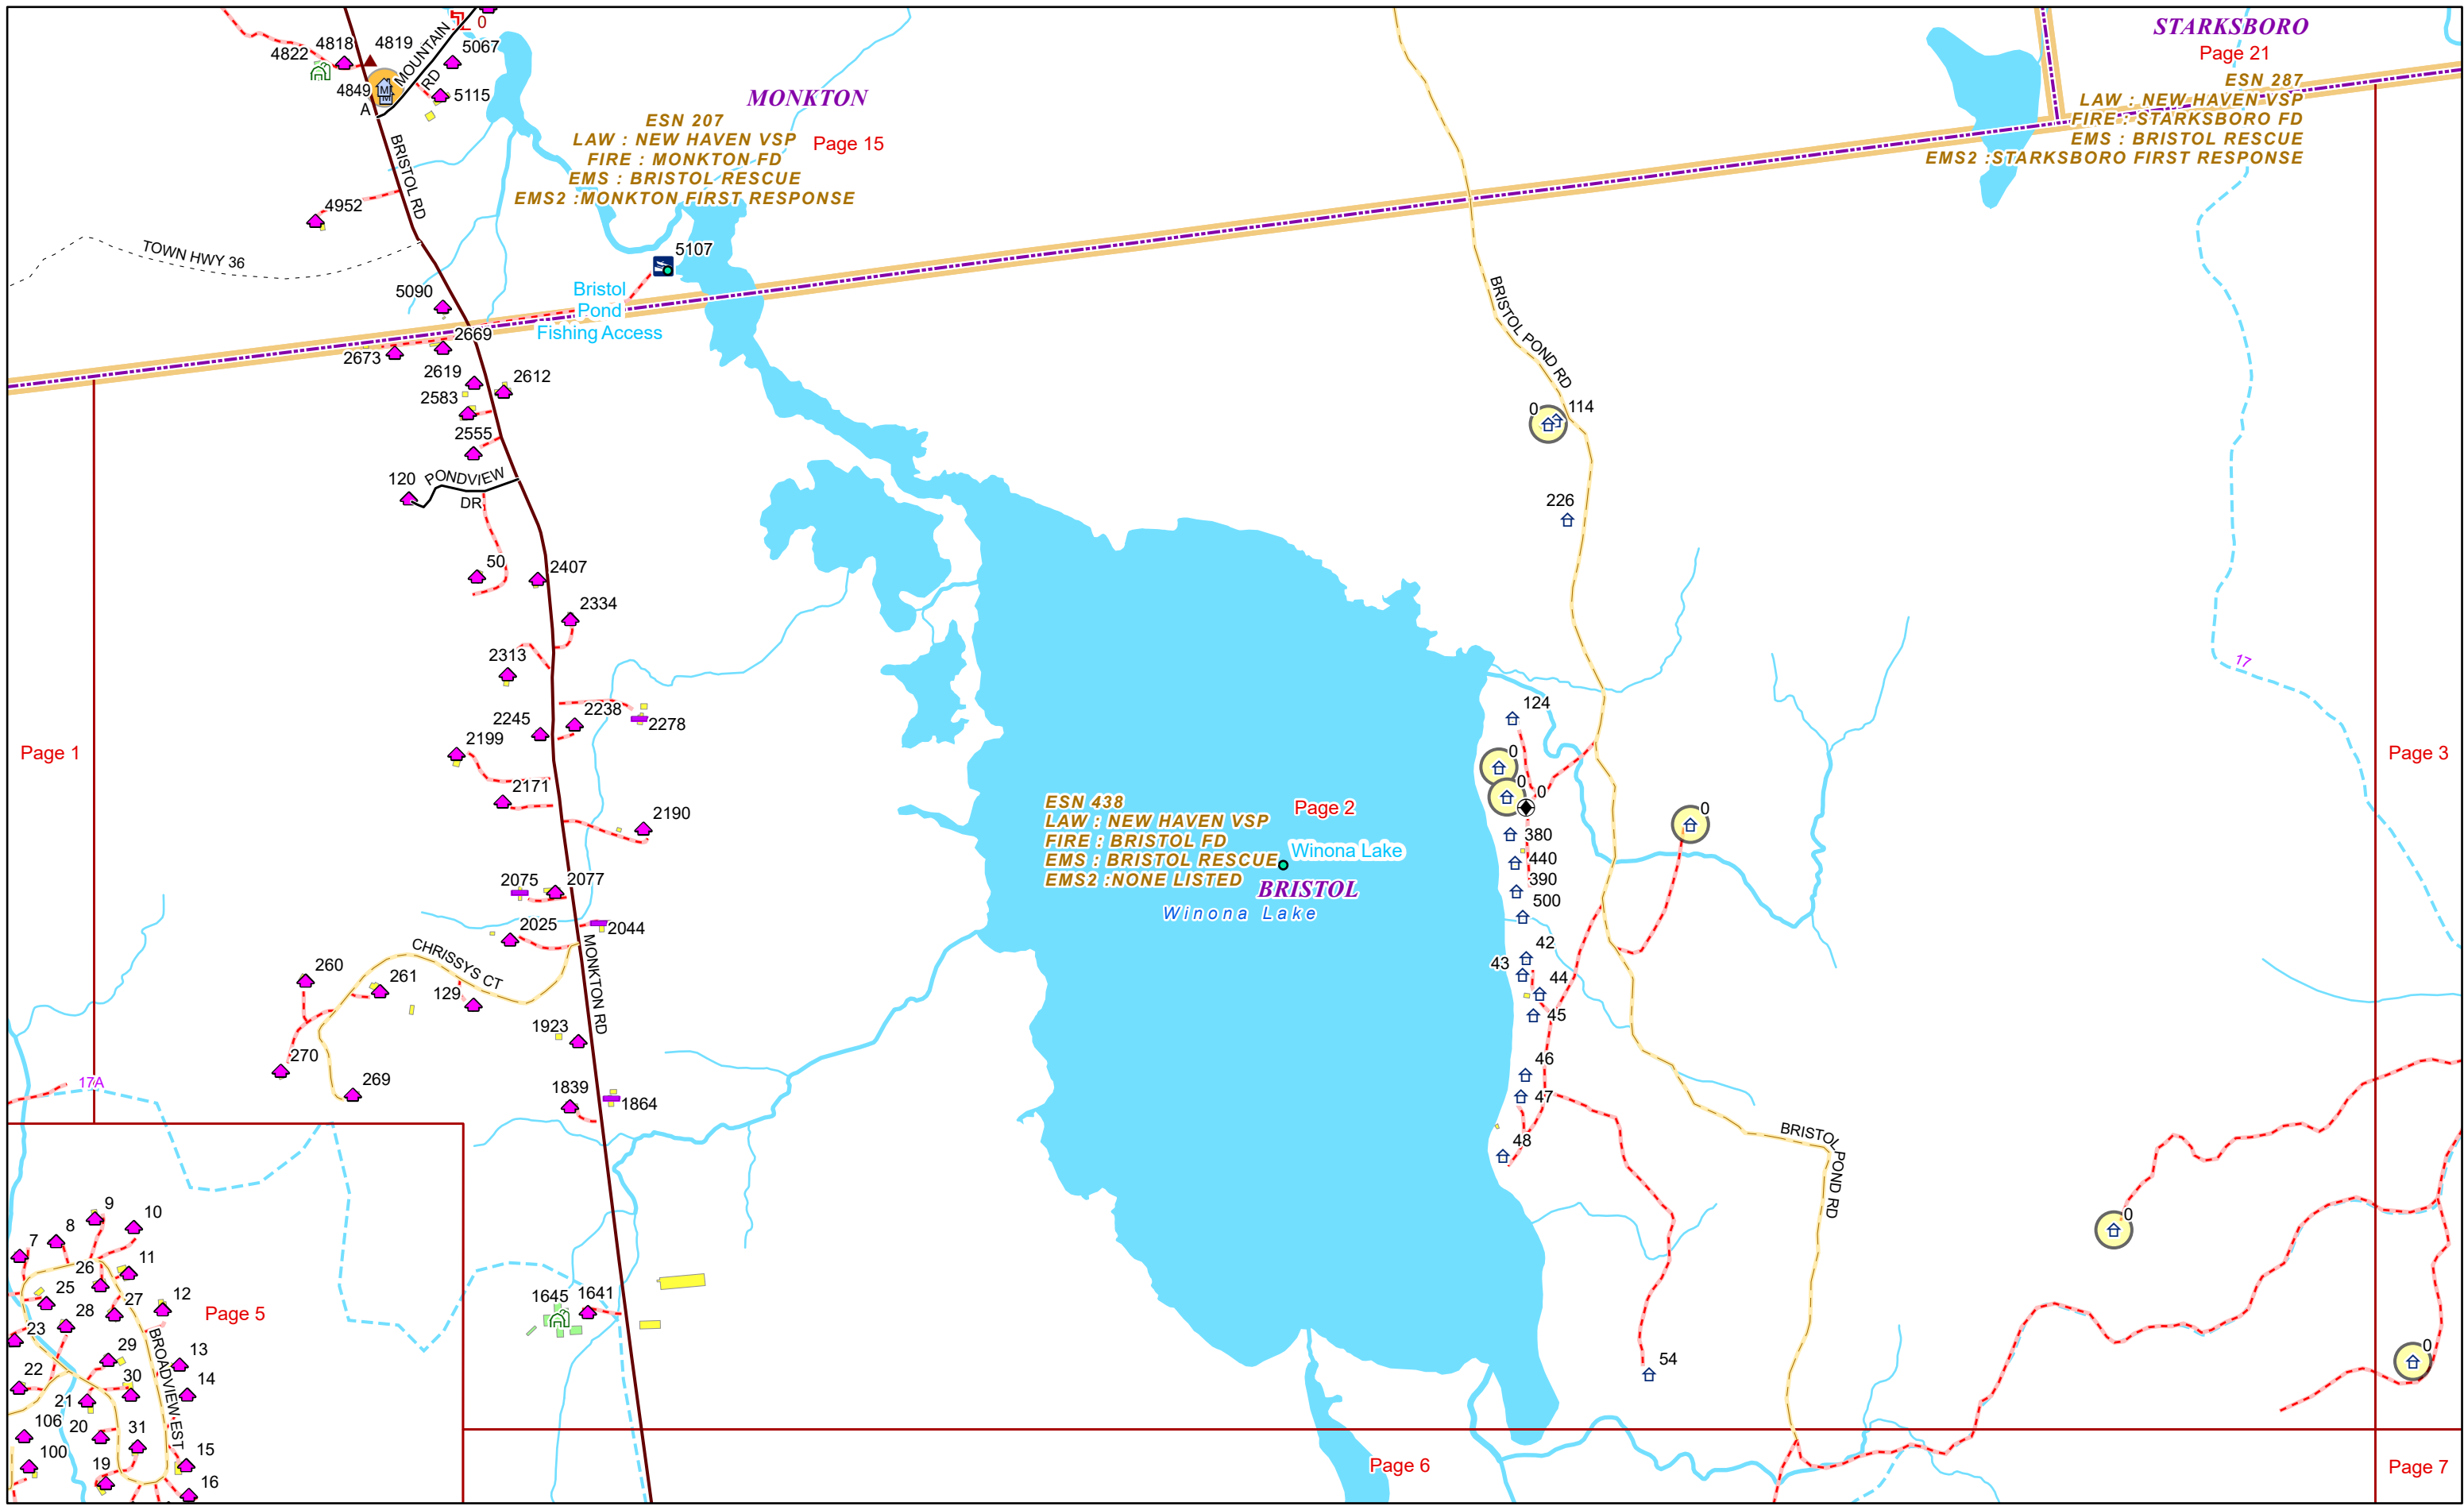 0
4818
4819
4822
MOUNTAIN
RD
5067
4849
M
M
A
5115
MONKTON
Page 15
ESN 207
LAW : NEW HAVEN VSP
FIRE : MONKTON FD
EMS : BRISTOL RESCUE
EMS2 :MONKTON FIRST RESPONSE
STARKSBORO
Page 21
ESN 287
LAW : NEW HAVEN VSP
FIRE : STARKSBORO FD
EMS : BRISTOL RESCUE
EMS2 :STARKSBORO FIRST RESPONSE
BRISTOL RD
4952
TOWN HWY 36
5107
5090
Bristol
Pond
Fishing Access
2669
2673
2619
2612
2583
2555
120
PONDVIEW
DR
50
2407
2334
2313
2245
2238
2278
2199
2171
2190
2075
2077
2025
2044
MONKTON RD
CHRISSYS CT
260
261
129
1923
270
269
1839
1864
17A
Page 1
BRISTOL POND RD
0
114
226
17
124
0
0
0
380
440
390
500
0
42
43
44
45
46
47
48
54
Page 3
ESN 438
LAW : NEW HAVEN VSP
FIRE : BRISTOL FD
EMS : BRISTOL RESCUE
EMS2 :NONE LISTED
Page 2
Winona Lake
BRISTOL
Winona Lake
BRISTOL
POND RD
0
0
9
10
8
7
11
26
25
12
27
28
23
29
13
22
30
14
21
106
20
31
100
15
19
16
BROADVIEW EST
Page 5
1645
1641
Page 6
Page 7